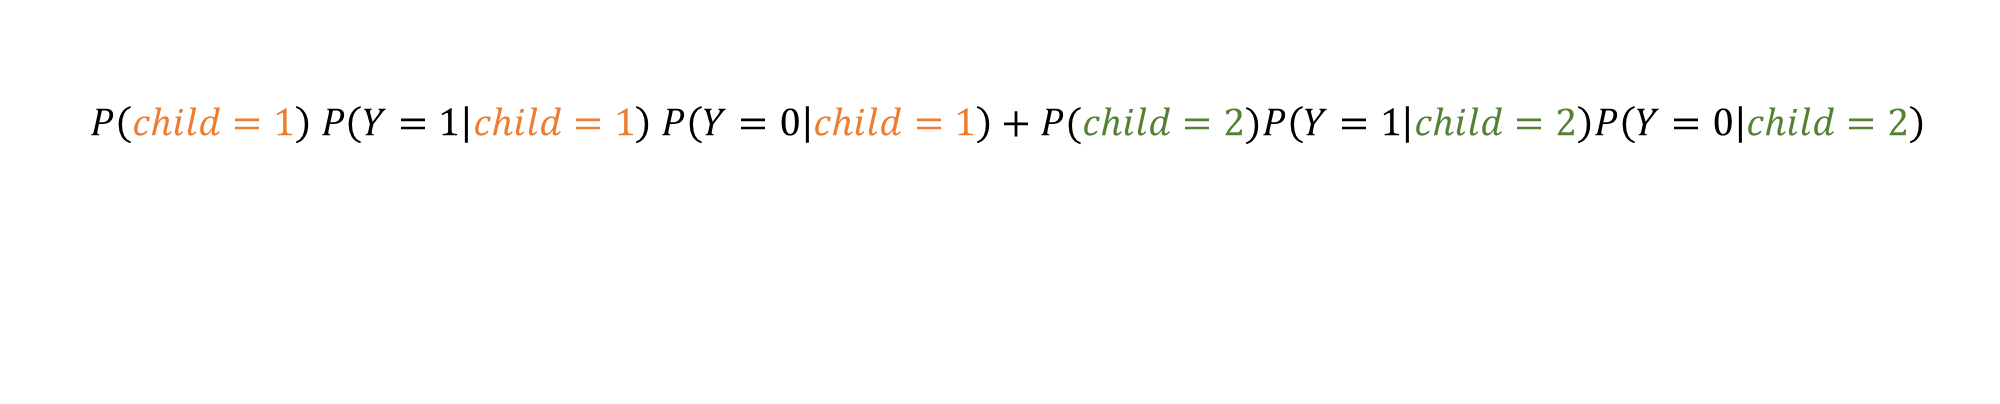 P(child = 1) P(Y = 1|child = 1) P(Y = 0|child = 1) + P(child = 2)P(Y = 1|child = 2)P(Y = 0|child = 2)